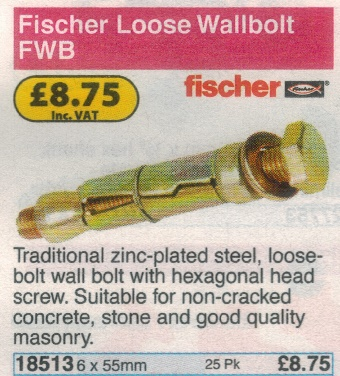 Fischer Loose Wallbolt
FWB
£8.75
Inc. VAT
fischer
Traditional zinc-plated steel, loose-
bolt wall bolt with hexagonal head
screw. Suitable for non-cracked
concrete, stone and good quality
masonry.
18513 6 x 55mm 25 Pk £8.75